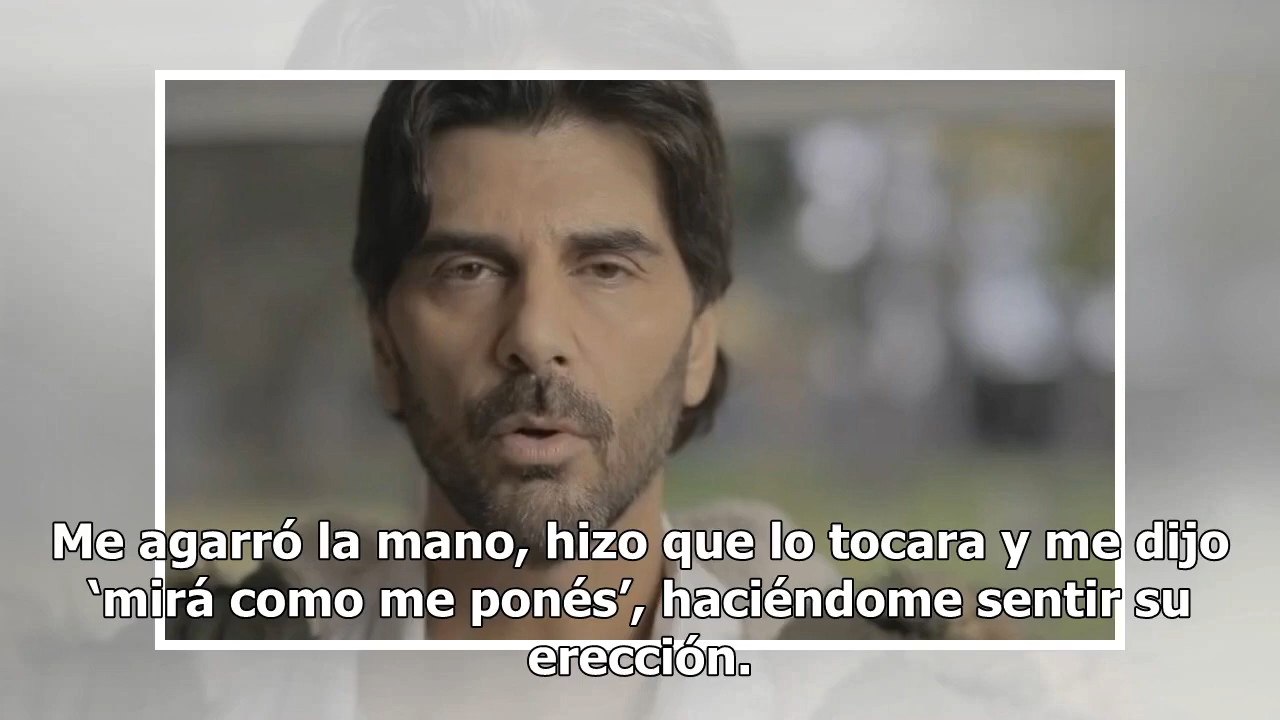 Me agarró la mano, hizo que lo tocara y me dijo
‘mirá como me ponés’, haciéndome sentir su
erección.